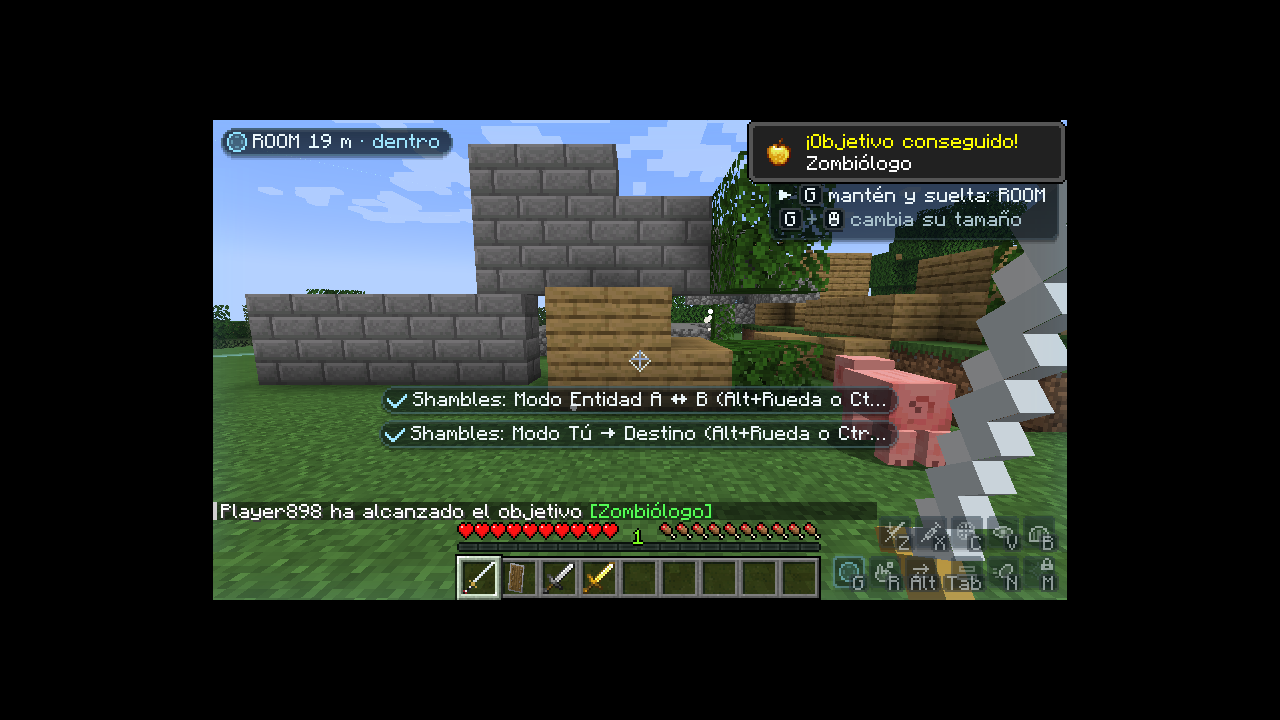 ROOM 19 m · dentro
¡Objetivo conseguido!
Zombiólogo
G mantén y suelta: ROOM
G + cambia su tamaño
Shambles: Modo Entidad A ↔ B (Alt+Rueda o Ct...
Shambles: Modo Tú → Destino (Alt+Rueda o Ctr...
Player898 ha alcanzado el objetivo [Zombiólogo]
1
Z X C V B
G R Alt Tab N M